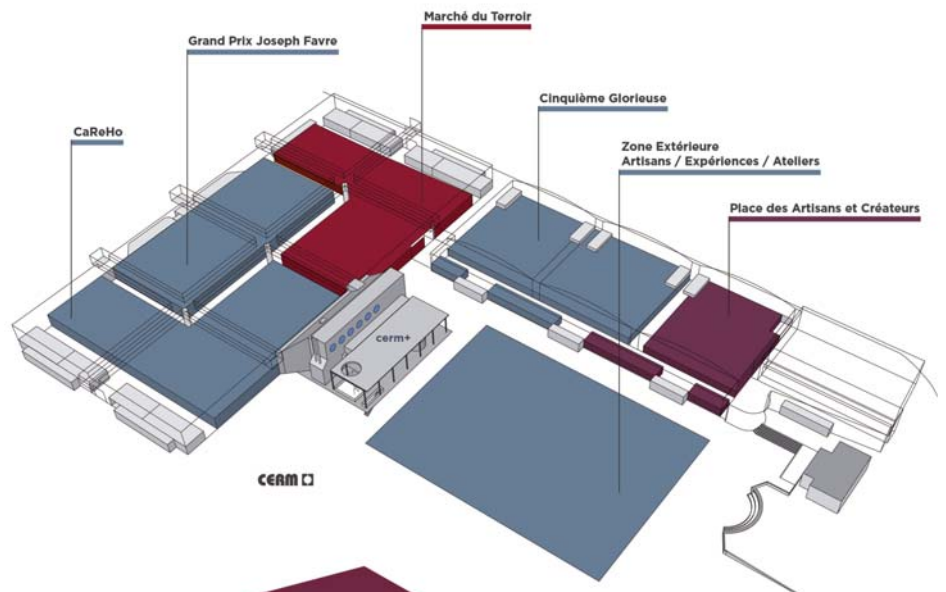 Marché du Terroir
Grand Prix Joseph Favre
Cinquième Glorieuse
CaReHo
Zone Extérieure
Artisans / Expériences / Ateliers
Place des Artisans et Créateurs
cerm+
CERM